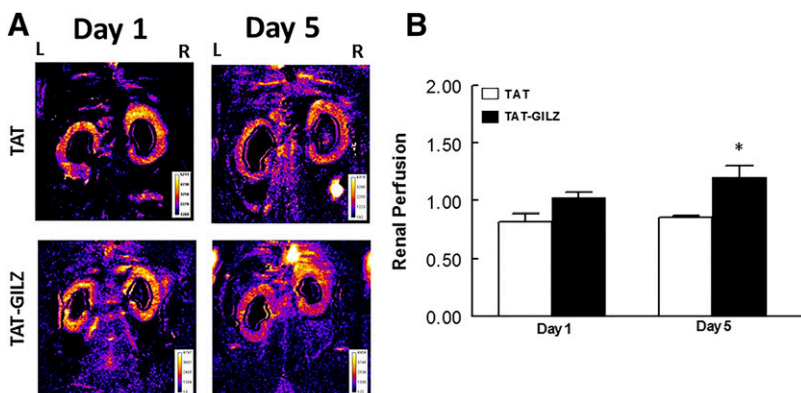 A
Day 1
Day 5
L
R
L
R
TAT
TAT-GILZ
B
2.00
1.50
1.00
0.50
0.00
Renal Perfusion
TAT
TAT-GILZ
*
Day 1
Day 5